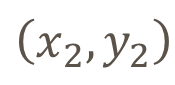 (x₂, y₂)